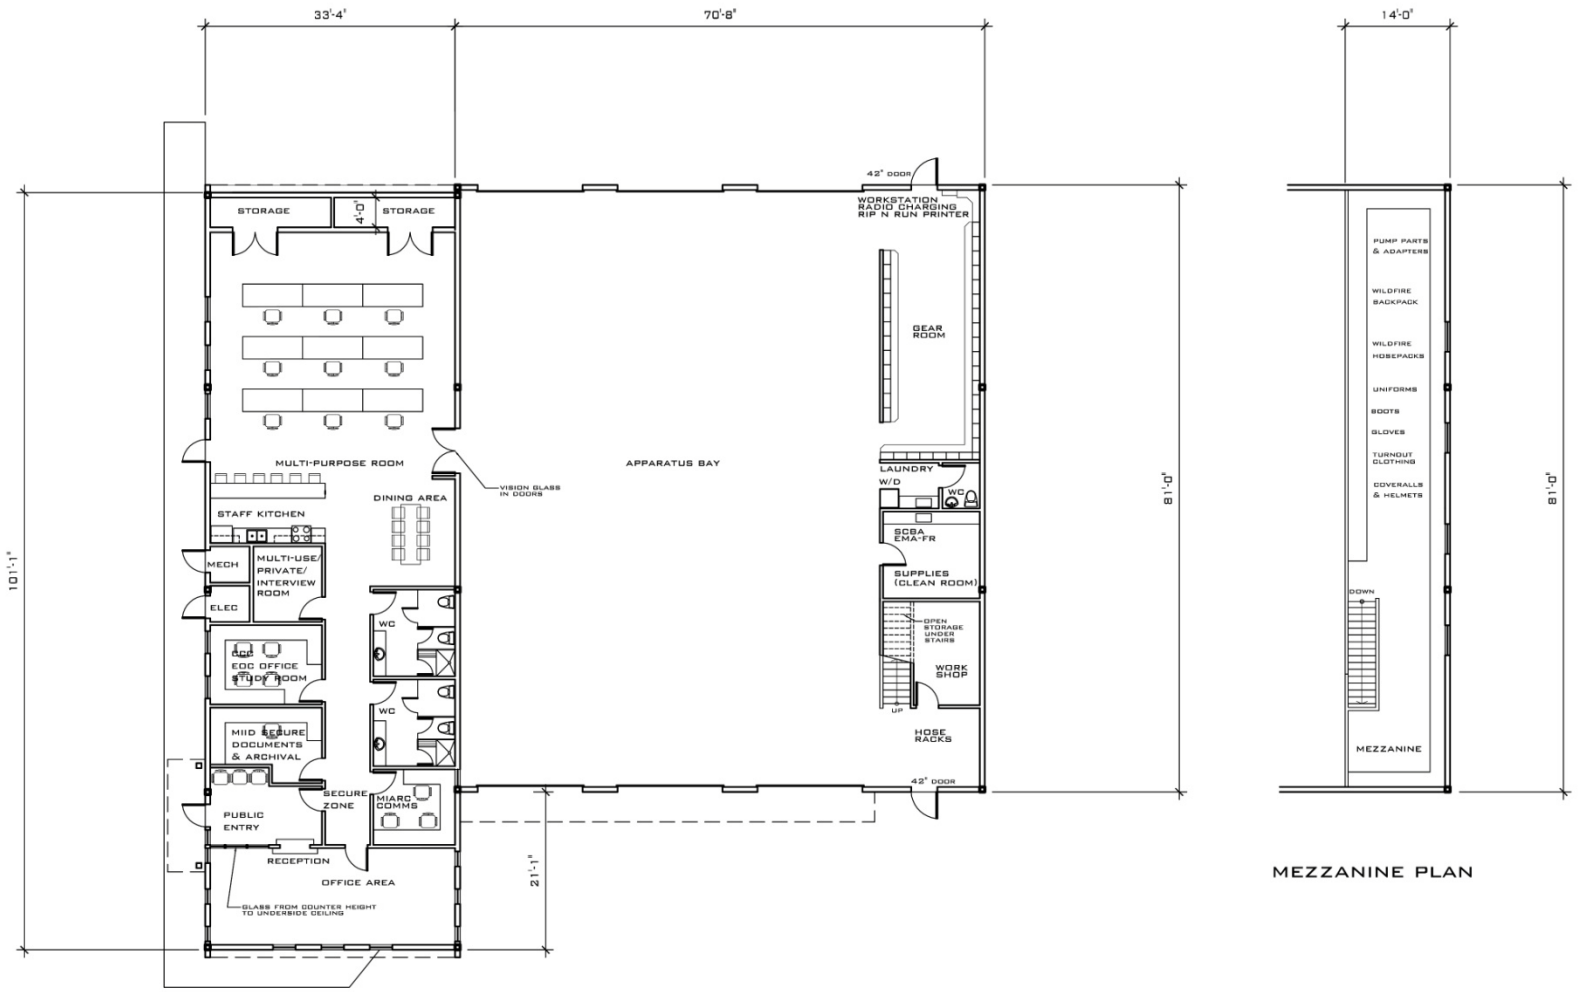 33'-4"
70'-8"
14'-0"
42" DOOR
WORKSTATION
RADIO CHARGING
RIP N RUN PRINTER
STORAGE
4'-0"
STORAGE
PUMP PARTS
& ADAPTERS
WILDFIRE
BACKPACK
GEAR
ROOM
WILDFIRE
HOSEPACKS
UNIFORMS
BOOTS
GLOVES
TURNOUT
CLOTHING
COVERALLS
& HELMETS
MULTI-PURPOSE ROOM
APPARATUS BAY
LAUNDRY
W/D
WC
VISION GLASS
IN DOORS
DINING AREA
STAFF KITCHEN
81'-0"
81'-0"
101'-1"
SCBA
EMA-FR
MECH
MULTI-USE/
PRIVATE/
INTERVIEW
ROOM
SUPPLIES
(CLEAN ROOM)
ELEC
DOWN
WC
OPEN
STORAGE
UNDER
STAIRS
CCC
EOC OFFICE
STUDY ROOM
WORK
SHOP
WC
UP
MIID SECURE
DOCUMENTS
& ARCHIVAL
HOSE
RACKS
MEZZANINE
42" DOOR
SECURE
ZONE
MIARC
COMMS
PUBLIC
ENTRY
RECEPTION
OFFICE AREA
21'-1"
GLASS FROM COUNTER HEIGHT
TO UNDERSIDE CEILING
MEZZANINE PLAN